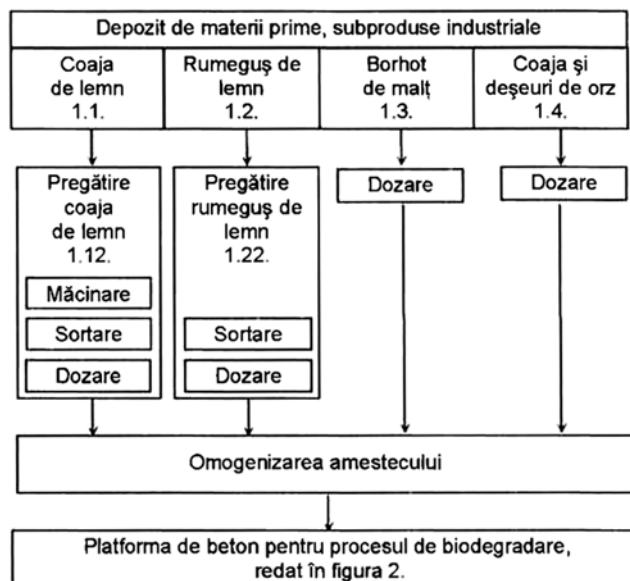 Depozit de materii prime, subproduse industriale
Coaja
de lemn
1.1.
Rumeguş de
lemn
1.2.
Borhot
de malţ
1.3.
Coaja şi
deşeuri de orz
1.4.
Pregătire
coaja
de lemn
1.12.
Măcinare
Sortare
Dozare
Pregătire
rumeguş de
lemn
1.22.
Sortare
Dozare
Dozare
Dozare
Omogenizarea amestecului
Platforma de beton pentru procesul de biodegradare,
redat în figura 2.